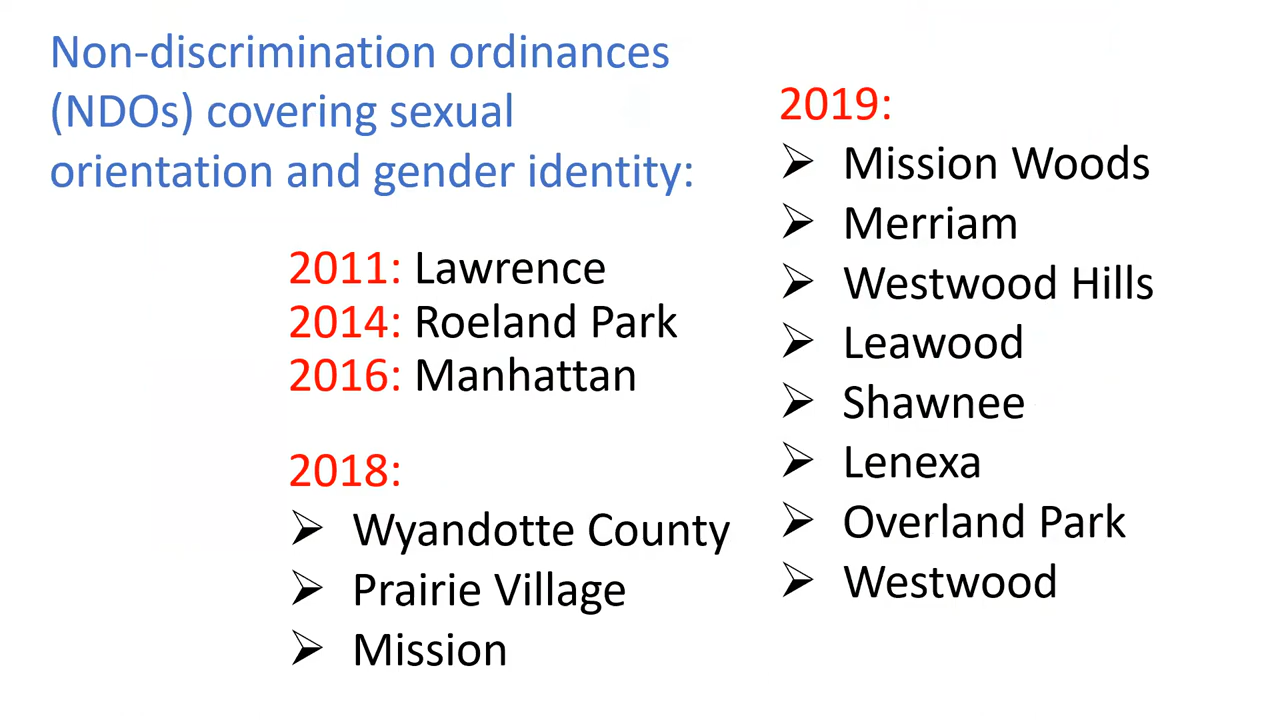 Non-discrimination ordinances
(NDOs) covering sexual
orientation and gender identity:
2011: Lawrence
2014: Roeland Park
2016: Manhattan
2018:
➢ Wyandotte County
➢ Prairie Village
➢ Mission
2019:
➢ Mission Woods
➢ Merriam
➢ Westwood Hills
➢ Leawood
➢ Shawnee
➢ Lenexa
➢ Overland Park
➢ Westwood